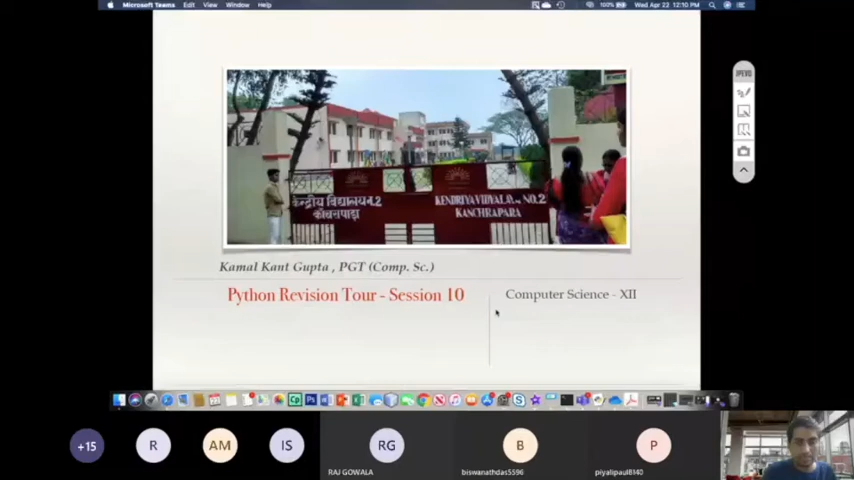 Microsoft Teams Edit View Window Help
100% Wed Apr 22 12:10 PM
केन्द्रीय विद्यालय नं.2
काँचरापाड़ा
KENDRIYA VIDYALAYA NO.2
KANCHRAPARA
Kamal Kant Gupta , PGT (Comp. Sc.)
Python Revision Tour - Session 10
Computer Science - XII
+15
R
AM
IS
RG
B
P
RAJ GOWALA
biswanathdas5596
piyalipaul8140